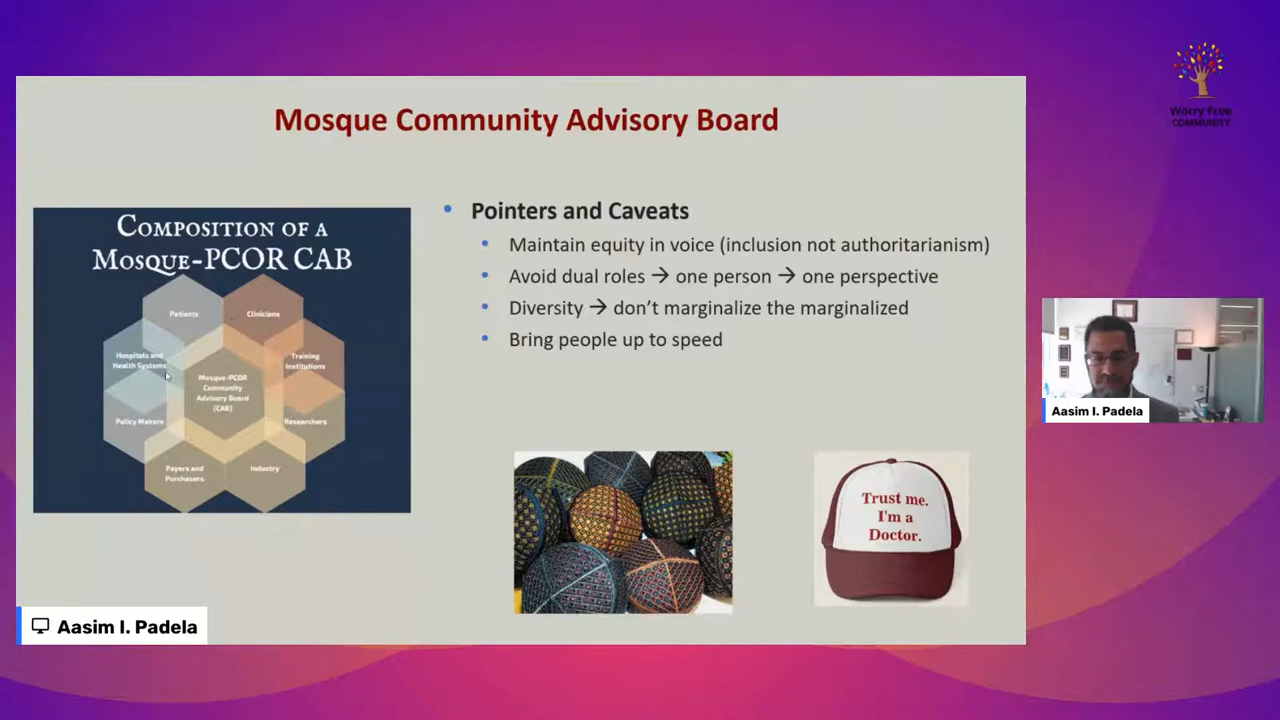 Mosque Community Advisory Board
COMPOSITION OF A
MOSQUE-PCOR CAB
Patients
Clinicians
Hospitals and
Health Systems
Training
Institutions
Mosque-PCOR
Community
Advisory Board
(CAB)
Policy Makers
Researchers
Payers and
Purchasers
Industry
• Pointers and Caveats
• Maintain equity in voice (inclusion not authoritarianism)
• Avoid dual roles → one person → one perspective
• Diversity → don't marginalize the marginalized
• Bring people up to speed
Trust me.
I'm a
Doctor.
Aasim I. Padela
Worry Free
COMMUNITY
Aasim I. Padela